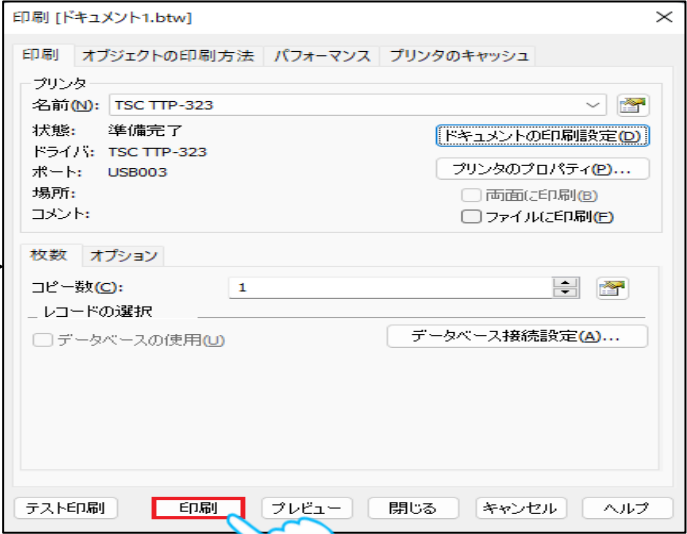 印刷 [ドキュメント1.btw]
印刷 オブジェクトの印刷方法 パフォーマンス プリンタのキャッシュ
プリンタ
名前(N): TSC TTP-323
状態: 準備完了
ドキュメントの印刷設定(D)
ドライバ: TSC TTP-323
ポート: USB003
プリンタのプロパティ(P)...
場所:
両面に印刷(B)
コメント:
ファイルに印刷(F)
枚数 オプション
コピー数(C): 1
レコードの選択
データベースの使用(U)
データベース接続設定(A)...
テスト印刷 印刷 プレビュー 閉じる キャンセル ヘルプ